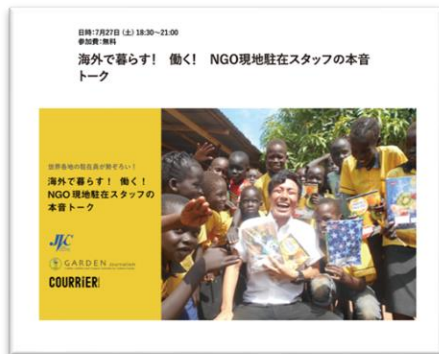 日時:7月27日 (土) 18:30~21:00
参加費:無料
海外で暮らす! 働く! NGO現地駐在スタッフの本音
トーク
世界各地の駐在員が勢ぞろい!
海外で暮らす! 働く!
NGO 現地駐在スタッフの
本音トーク
JVC
GARDEN
COURRiER